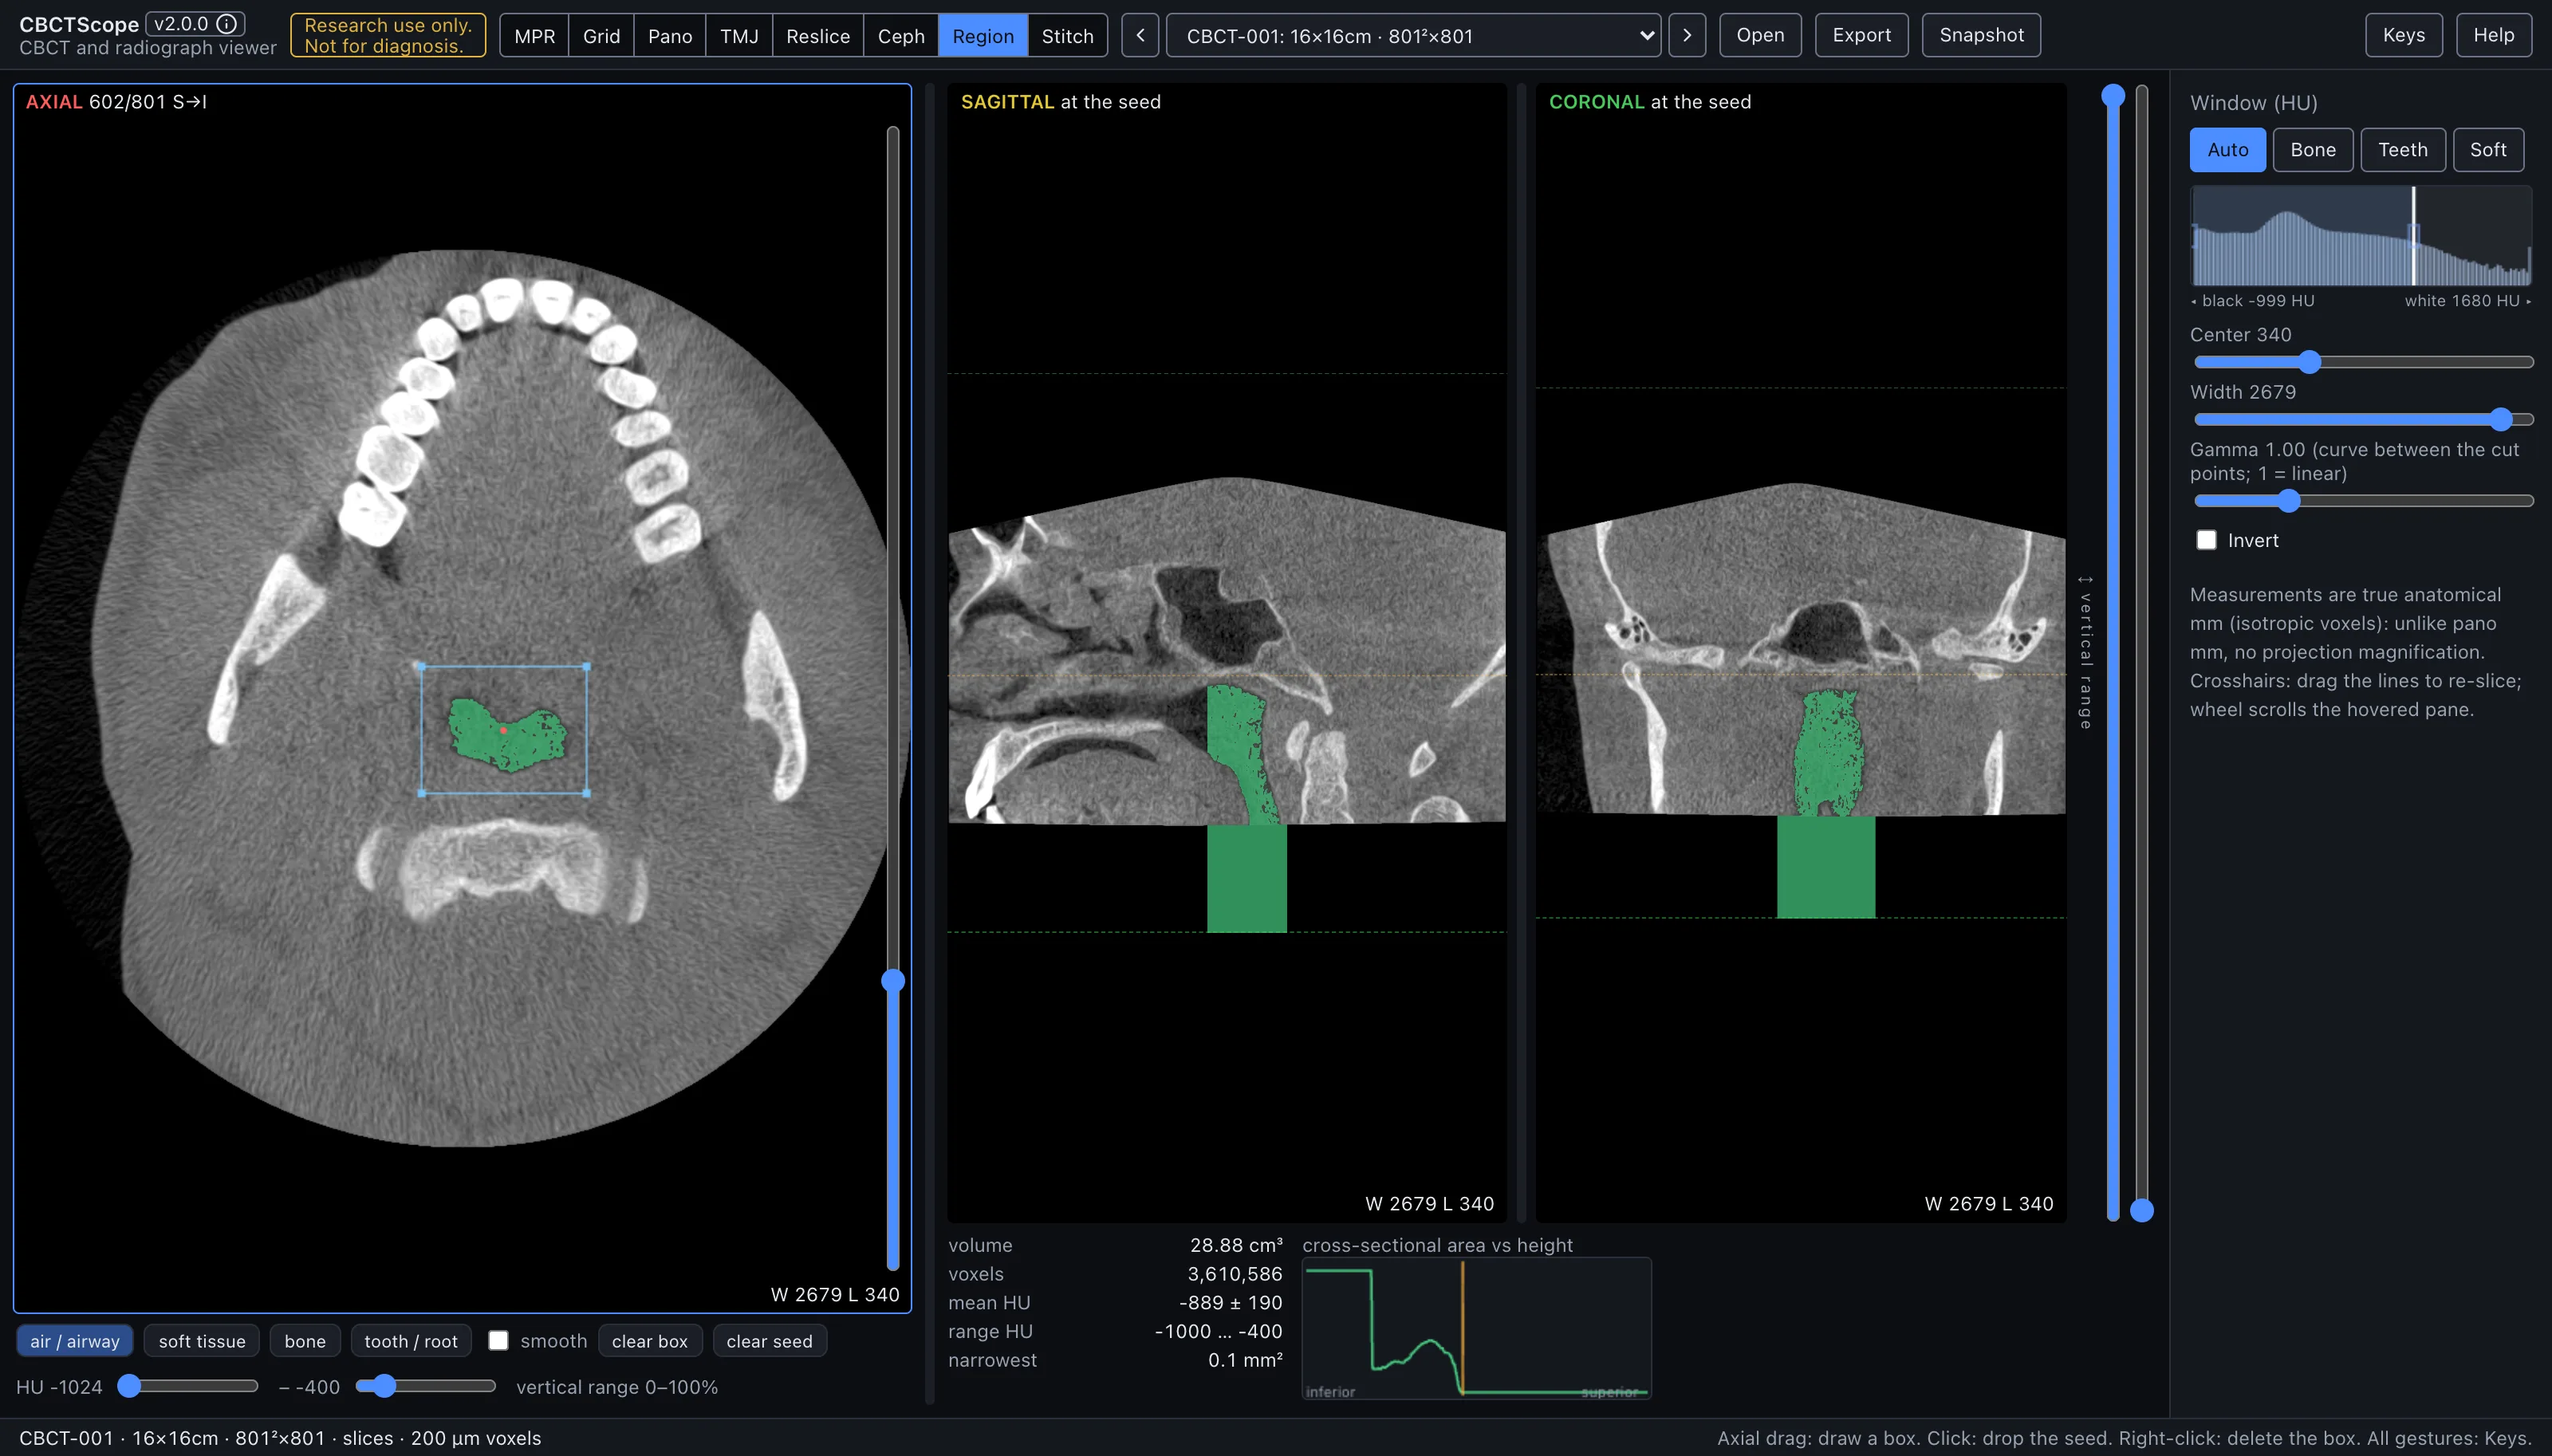 CBCTScope v2.0.0
CBCT and radiograph viewer
Research use only.
Not for diagnosis.
MPR Grid Pano TMJ Reslice Ceph Region Stitch
CBCT-001: 16×16cm · 801²×801
Open Export Snapshot
Keys Help
AXIAL 602/801 S→I
W 2679 L 340
SAGITTAL at the seed
W 2679 L 340
CORONAL at the seed
W 2679 L 340
↕ vertical range
Window (HU)
Auto Bone Teeth Soft
◂ black -999 HU white 1680 HU ▸
Center 340
Width 2679
Gamma 1.00 (curve between the cut
points; 1 = linear)
Invert
Measurements are true anatomical
mm (isotropic voxels): unlike pano
mm, no projection magnification.
Crosshairs: drag the lines to re-slice;
wheel scrolls the hovered pane.
air / airway soft tissue bone tooth / root smooth clear box clear seed
HU -1024 – -400 vertical range 0–100%
volume 28.88 cm³
voxels 3,610,586
mean HU -889 ± 190
range HU -1000 … -400
narrowest 0.1 mm²
cross-sectional area vs height
inferior superior
CBCT-001 · 16×16cm · 801²×801 · slices · 200 µm voxels
Axial drag: draw a box. Click: drop the seed. Right-click: delete the box. All gestures: Keys.